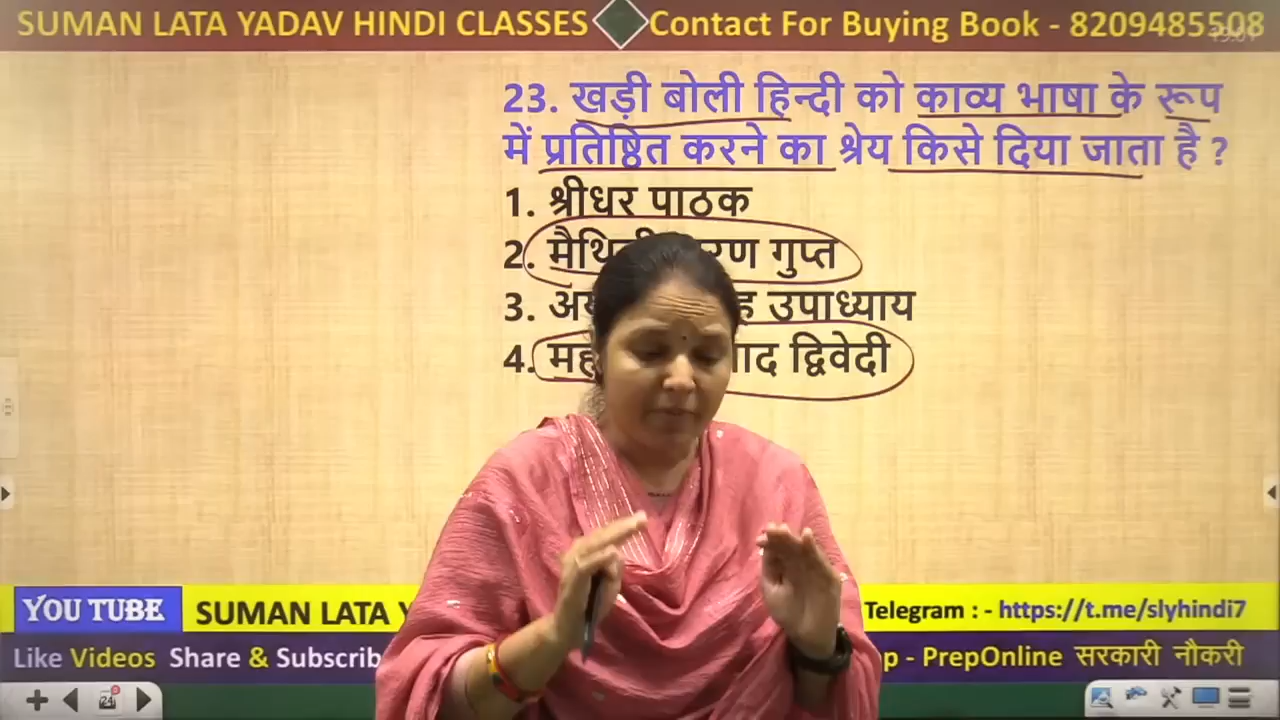 SUMAN LATA YADAV HINDI CLASSES Contact For Buying Book - 8209485508
23. खड़ी बोली हिन्दी को काव्य भाषा के रूप
में प्रतिष्ठित करने का श्रेय किसे दिया जाता है ?
1. श्रीधर पाठक
2. गुप्त
3. उपाध्याय
4. द्विवेदी
YOU TUBE SUMAN LATA Telegram : - https://t.me/slyhindi7
Like Videos Share & Subscrib - PrepOnline सरकारी नौकरी
24